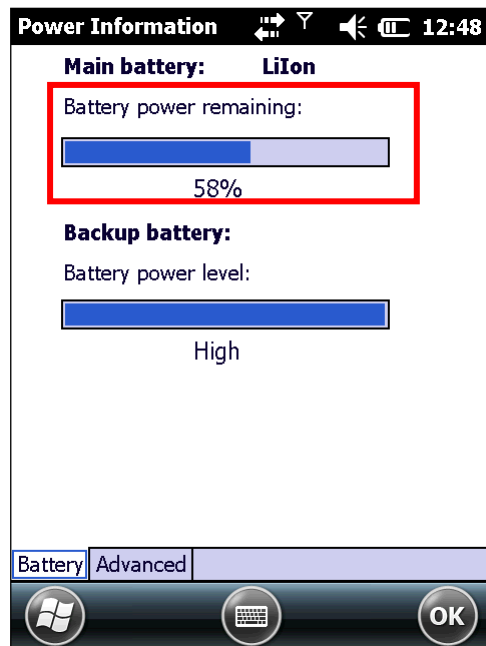 Power Information 12:48
Main battery: LiIon
Battery power remaining:
58%
Backup battery:
Battery power level:
High
Battery Advanced
OK